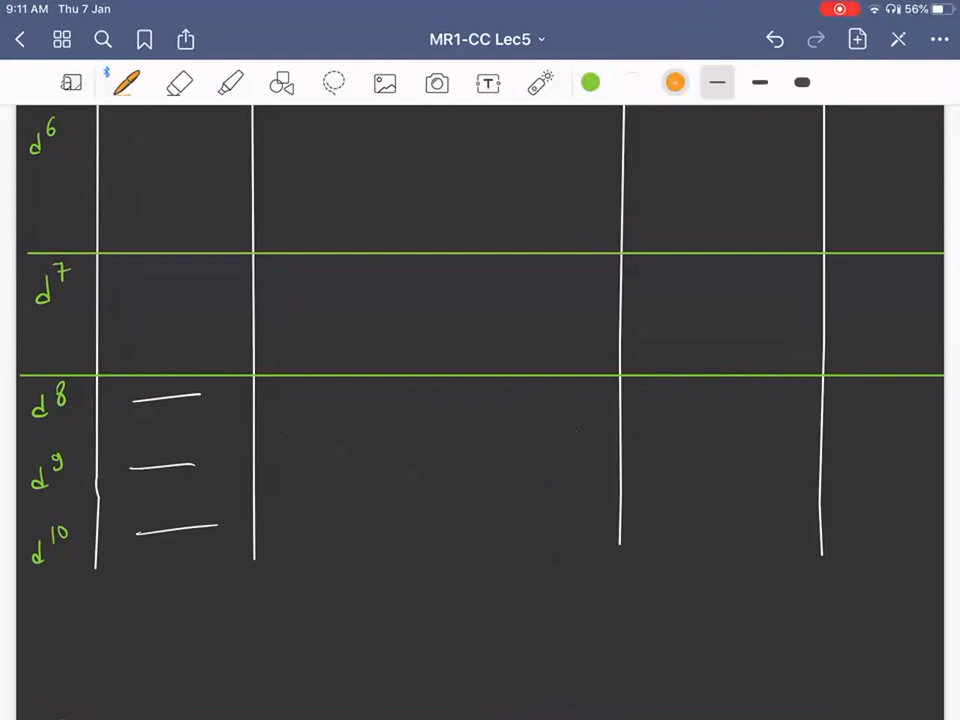 9:11 AM Thu 7 Jan 56%
MR1-CC Lec5
T
d⁶
d⁷
d⁸
d⁹
d¹⁰